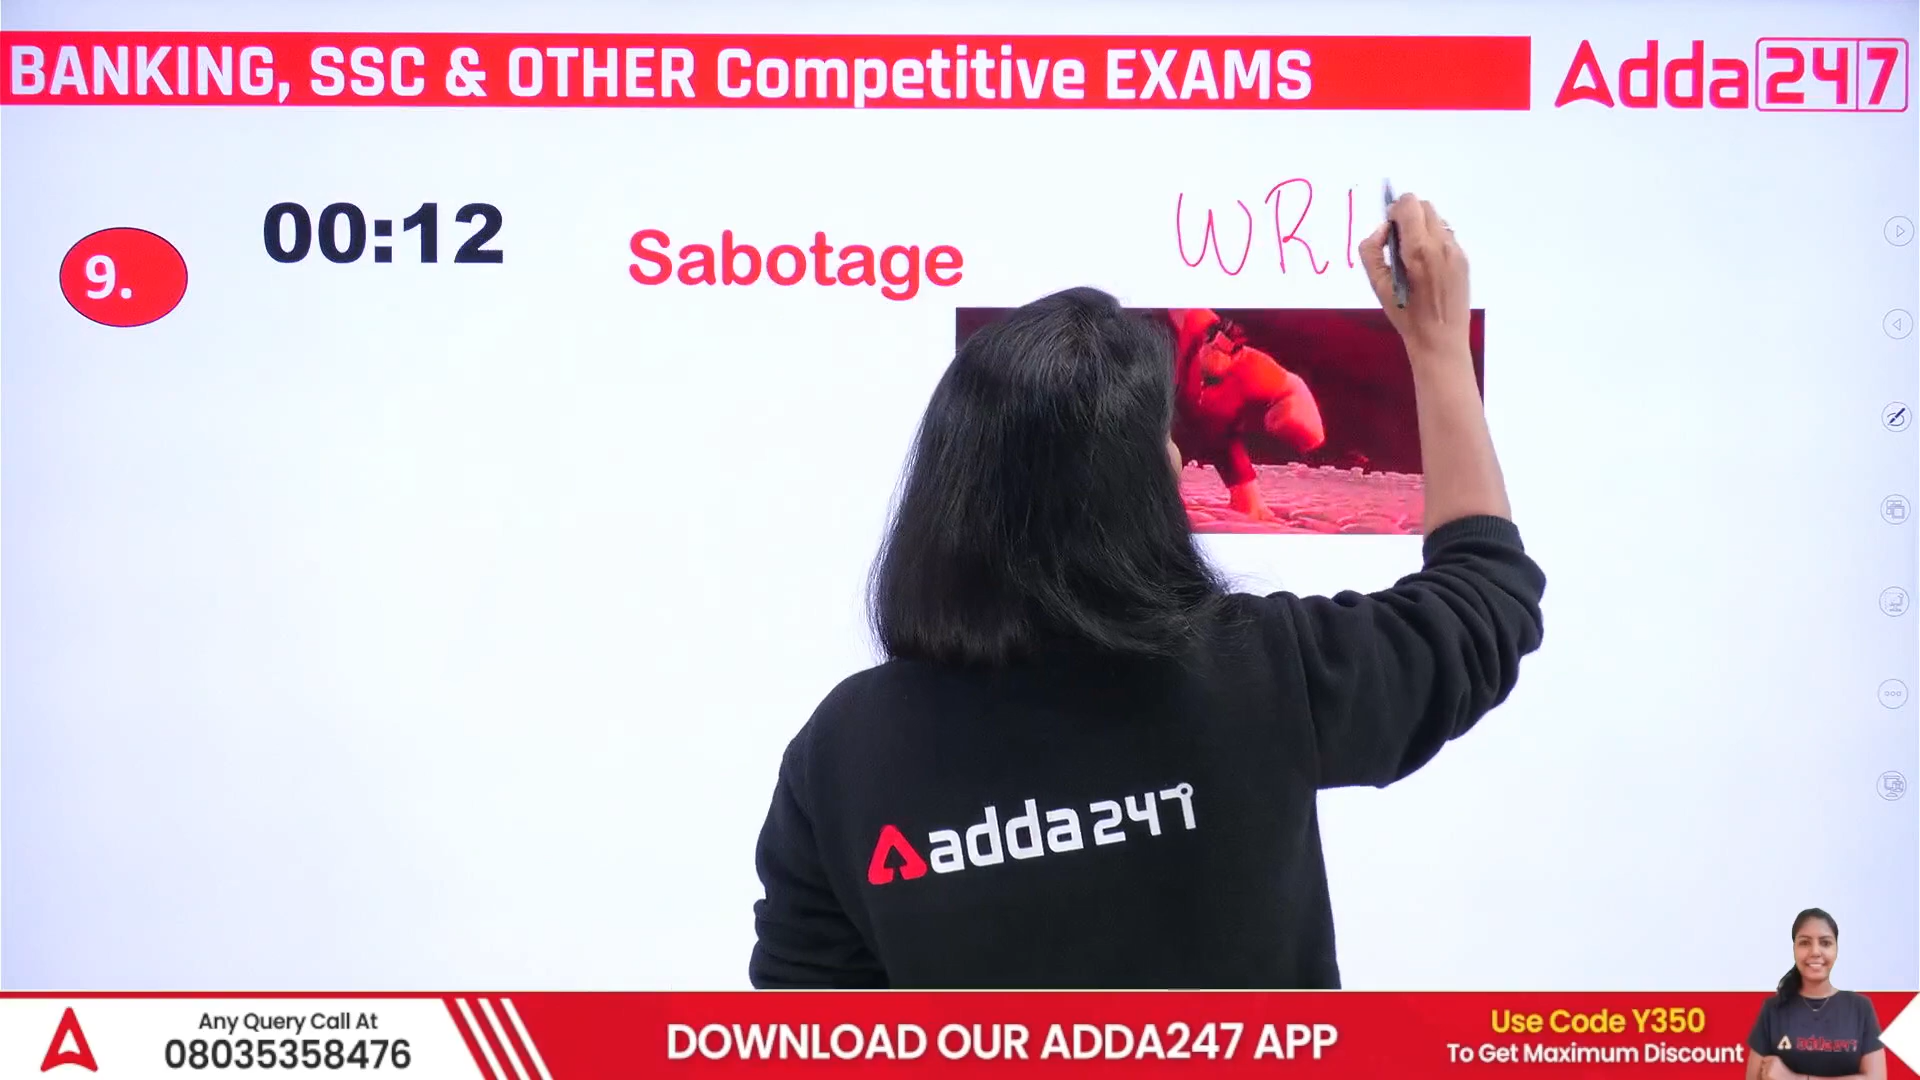 BANKING, SSC & OTHER Competitive EXAMS
Adda247
00:12
9.
Sabotage
WRI
adda247
Any Query Call At
08035358476
DOWNLOAD OUR ADDA247 APP
Use Code Y350
To Get Maximum Discount
adda247